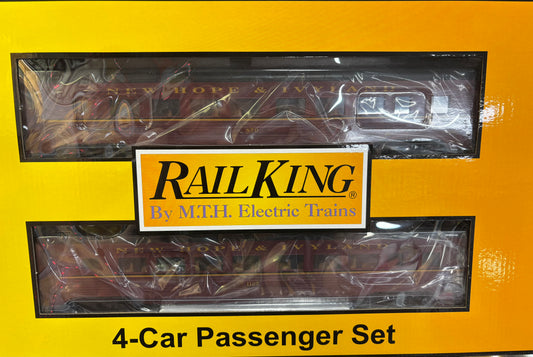 NEW HOPE & IVYLAND
RAILKING®
By M.T.H. Electric Trains
NEW HOPE & IVYLAND
4-Car Passenger Set